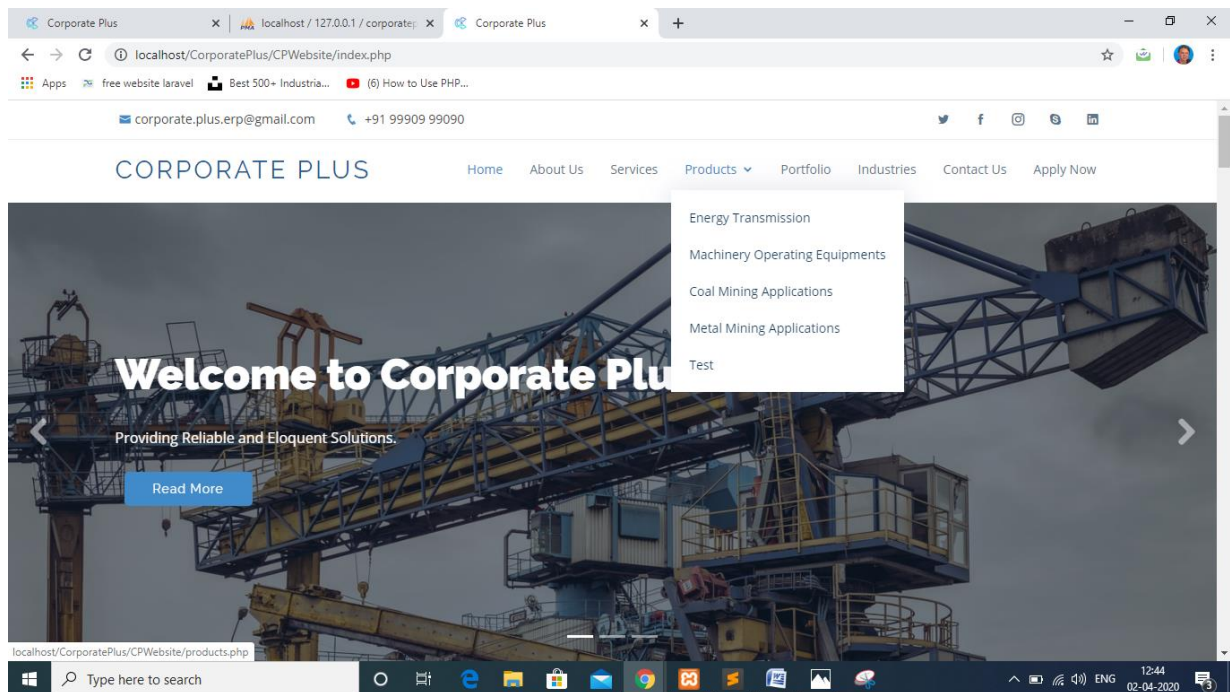 Corporate Plus
localhost / 127.0.0.1 / corporatep
Corporate Plus
localhost/CorporatePlus/CPWebsite/index.php
Apps free website laravel Best 500+ Industria... (6) How to Use PHP...
corporate.plus.erp@gmail.com +91 99909 99090
CORPORATE PLUS Home About Us Services Products Portfolio Industries Contact Us Apply Now
Energy Transmission
Machinery Operating Equipments
Coal Mining Applications
Metal Mining Applications
Test
Welcome to Corporate Plu
Providing Reliable and Eloquent Solutions.
Read More
localhost/CorporatePlus/CPWebsite/products.php
Type here to search
ENG
12:44
02-04-2020
3